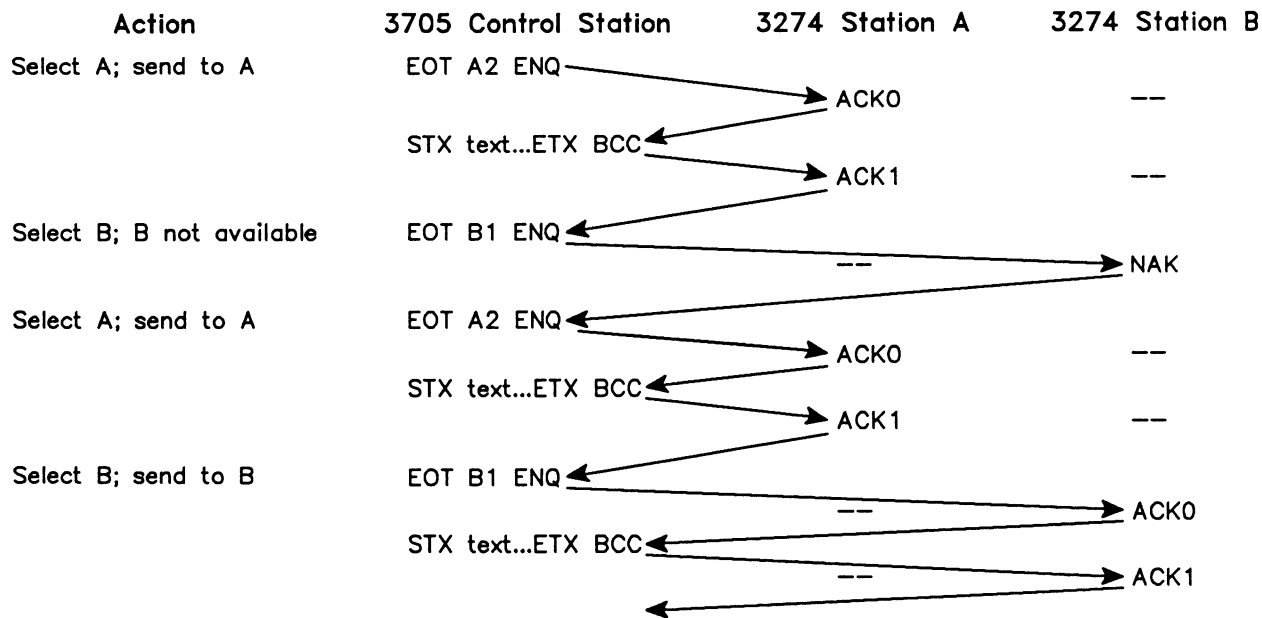 Action 3705 Control Station 3274 Station A 3274 Station B
Select A; send to A EOT A2 ENQ
ACK0 --
STX text...ETX BCC
ACK1 --
Select B; B not available EOT B1 ENQ
-- NAK
Select A; send to A EOT A2 ENQ
ACK0 --
STX text...ETX BCC
ACK1 --
Select B; send to B EOT B1 ENQ
-- ACK0
STX text...ETX BCC
-- ACK1